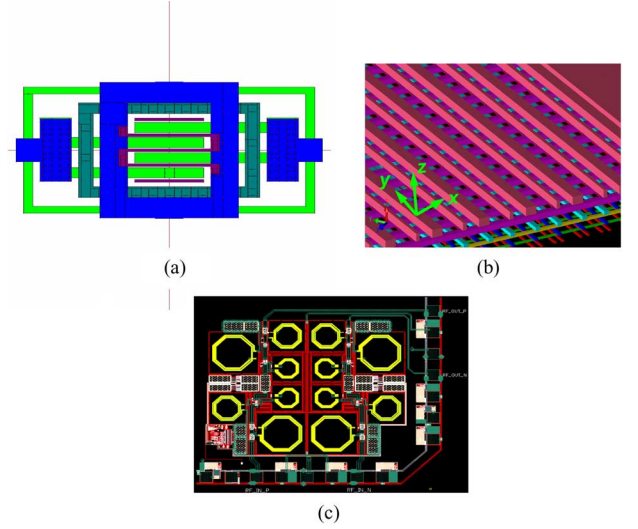 (a)
z
y
x
(b)
RF_OUT_P
RF_OUT_N
RF_IN_P
RF_IN_N
(c)